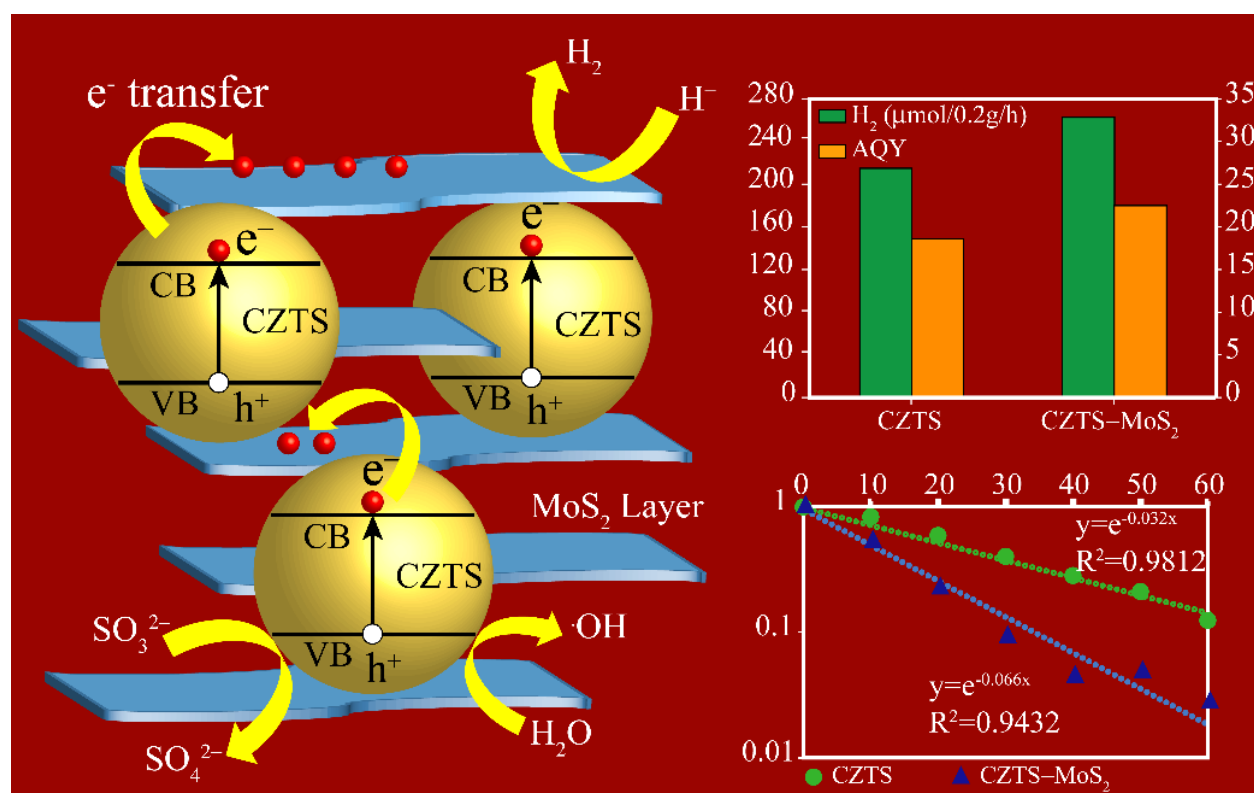 e⁻ transfer
H₂
H⁻
e⁻
CB
CZTS
VB
h⁺
e⁻
CB
CZTS
VB
h⁺
e⁻
CB
CZTS
VB
h⁺
MoS₂ Layer
SO₃²⁻
SO₄²⁻
·OH
H₂O
280
240
200
160
120
80
40
0
H₂ (μmol/0.2g/h)
AQY
35
30
25
20
15
10
5
0
CZTS
CZTS–MoS₂
0 10 20 30 40 50 60
1
0.1
0.01
y=e⁻⁰·⁰³²ˣ
R²=0.9812
y=e⁻⁰·⁰⁶⁶ˣ
R²=0.9432
CZTS
CZTS–MoS₂